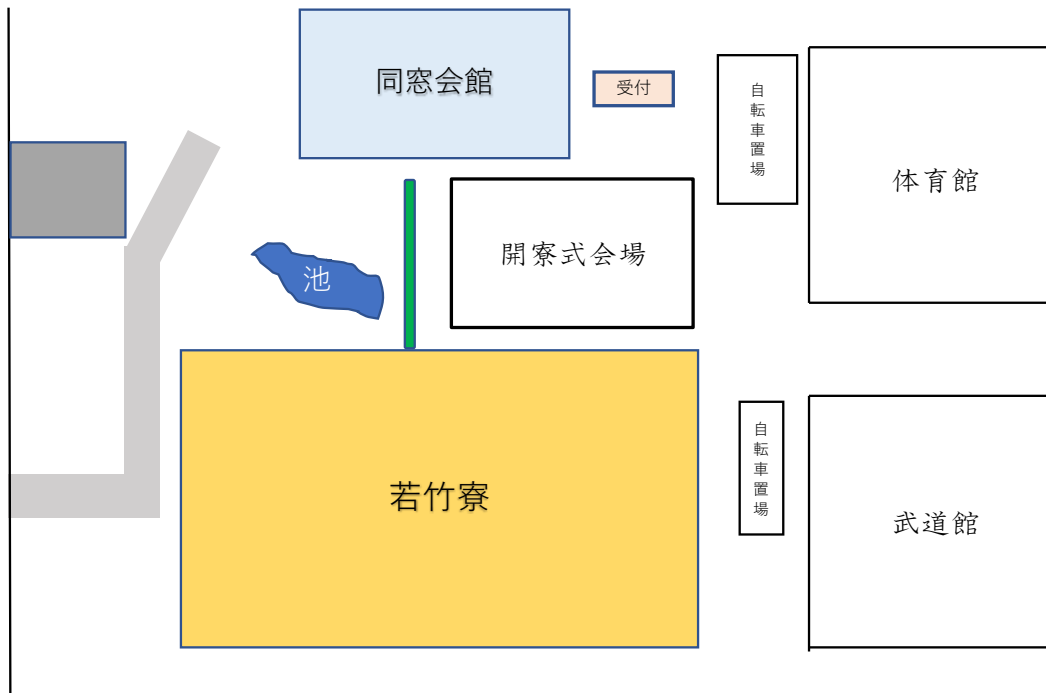 同窓会館
受付
自転車置場
体育館
開寮式会場
池
若竹寮
自転車置場
武道館